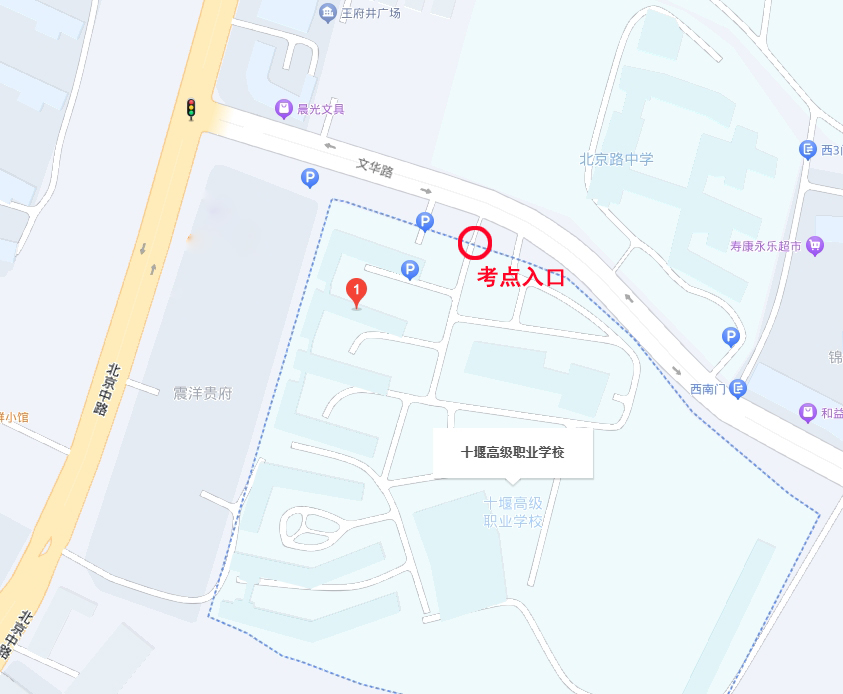 王府井广场
晨光文具
文华路
P
北京路中学
西3门
P
寿康永乐超市
P
考点入口
1
P
北京中路
震洋贵府
西南门
和益
十堰高级职业学校
十堰高级
职业学校
北京中路